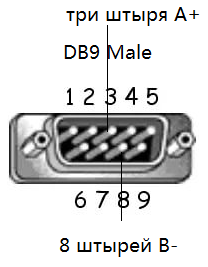 три штыря A+
DB9 Male
1 2 3 4 5
6 7 8 9
8 штырей B-